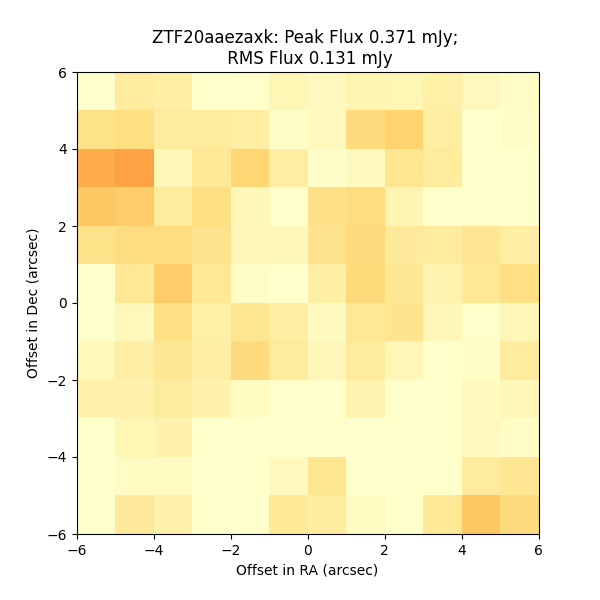 ZTF20aaezaxk: Peak Flux 0.371 mJy;
RMS Flux 0.131 mJy
6
4
2
0
−2
−4
−6
Offset in Dec (arcsec)
−6 −4 −2 0 2 4 6
Offset in RA (arcsec)